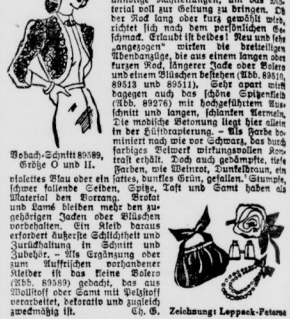 terial voll zur Geltung zu bringen. Ob
der Rock lang oder kurz gewählt wird,
richtet sich nach dem persönlichen Ge-
schmack. Erlaubt ist beides! Neu und sehr
„angezogen“ wirken die dreiteiligen
Abendanzüge, die aus einem langen oder
kurzen Rock, längerer Jacke oder Bolero
und einem Blüschen bestehen (Abb. 89510,
89513 und 89511). Sehr apart wirkt
dagegen auch das schöne Spitzenkleid
(Abb. 89276) mit hochgeführtem Aus-
schnitt und langen, schlanken Ärmeln.
Die modische Betonung liegt hier allein
in der Hüftdrapierung. – Als Farbe do-
miniert nach wie vor Schwarz, das durch
farbiges Beiwerk wirkungsvollen Kon-
trast erhält. Doch auch gedämpfte, tiefe
Farben, wie Weinrot, Dunkelbraun, ein
Vobach-Schnitt 89589,
Größe O und II.
violettes Blau oder ein sattes, dunkles Grün, gefallen. Stumpfe,
schwer fallende Seiden, Spitze, Taft und Samt haben als
Material den Vorrang. Brokat
und Lamé bleiben mehr den zu-
gehörigen Jacken oder Blüschen
vorbehalten. Ein Kleid daraus
erfordert äußerste Schlichtheit und
Zurückhaltung in Schnitt und
Zubehör. – Als Ergänzung oder
zum Auffrischen vorhandener
Kleider ist das kleine Bolero
(Abb. 89589) gedacht, das aus
Wollstoff oder Samt mit Pelzstoff
verarbeitet, dekorativ und zugleich
zweckmäßig ist. Ch. G.
Zeichnung: Leppack-Peterse